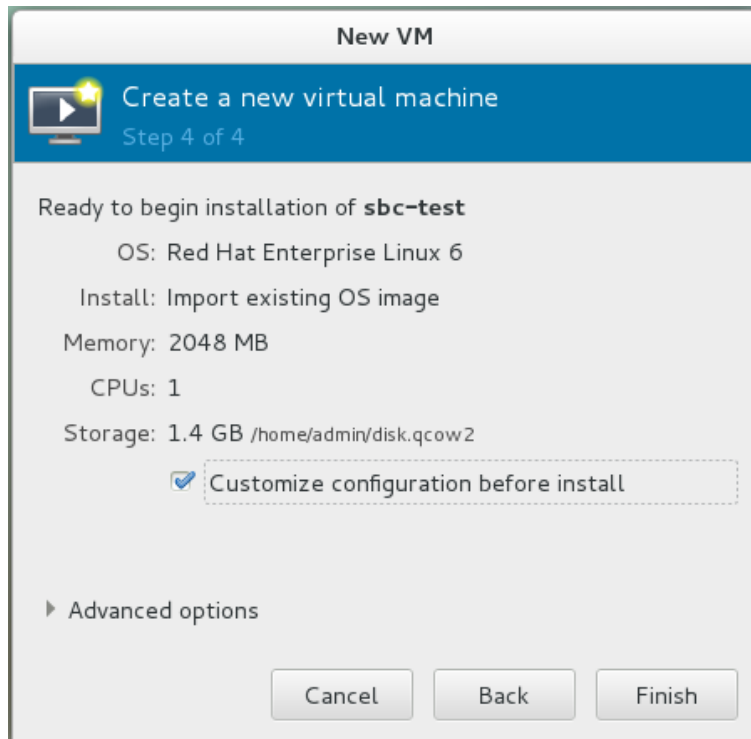 New VM
Create a new virtual machine
Step 4 of 4
Ready to begin installation of sbc-test
OS: Red Hat Enterprise Linux 6
Install: Import existing OS image
Memory: 2048 MB
CPUs: 1
Storage: 1.4 GB /home/admin/disk.qcow2
Customize configuration before install
Advanced options
Cancel Back Finish